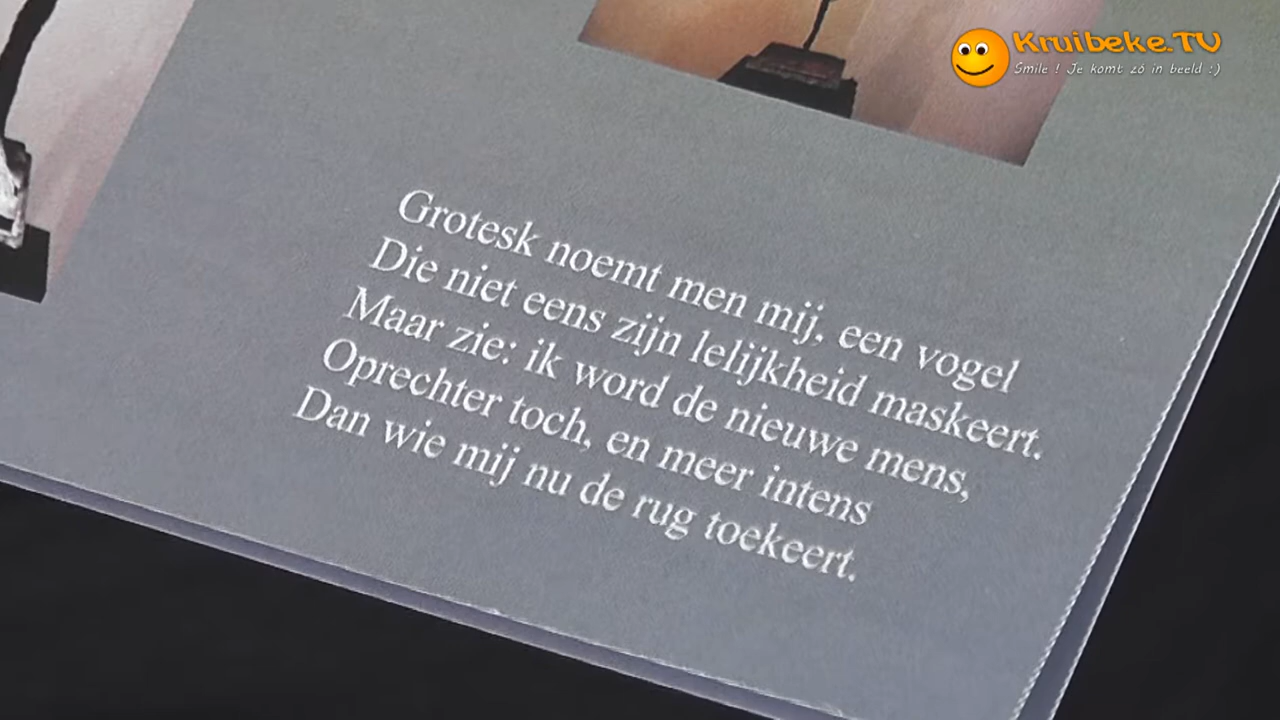 Kruibeke.TV
Smile ! Je komt zó in beeld :)
Grotesk noemt men mij, een vogel
Die niet eens zijn lelijkheid maskeert.
Maar zie: ik word de nieuwe mens,
Oprechter toch, en meer intens
Dan wie mij nu de rug toekeert.